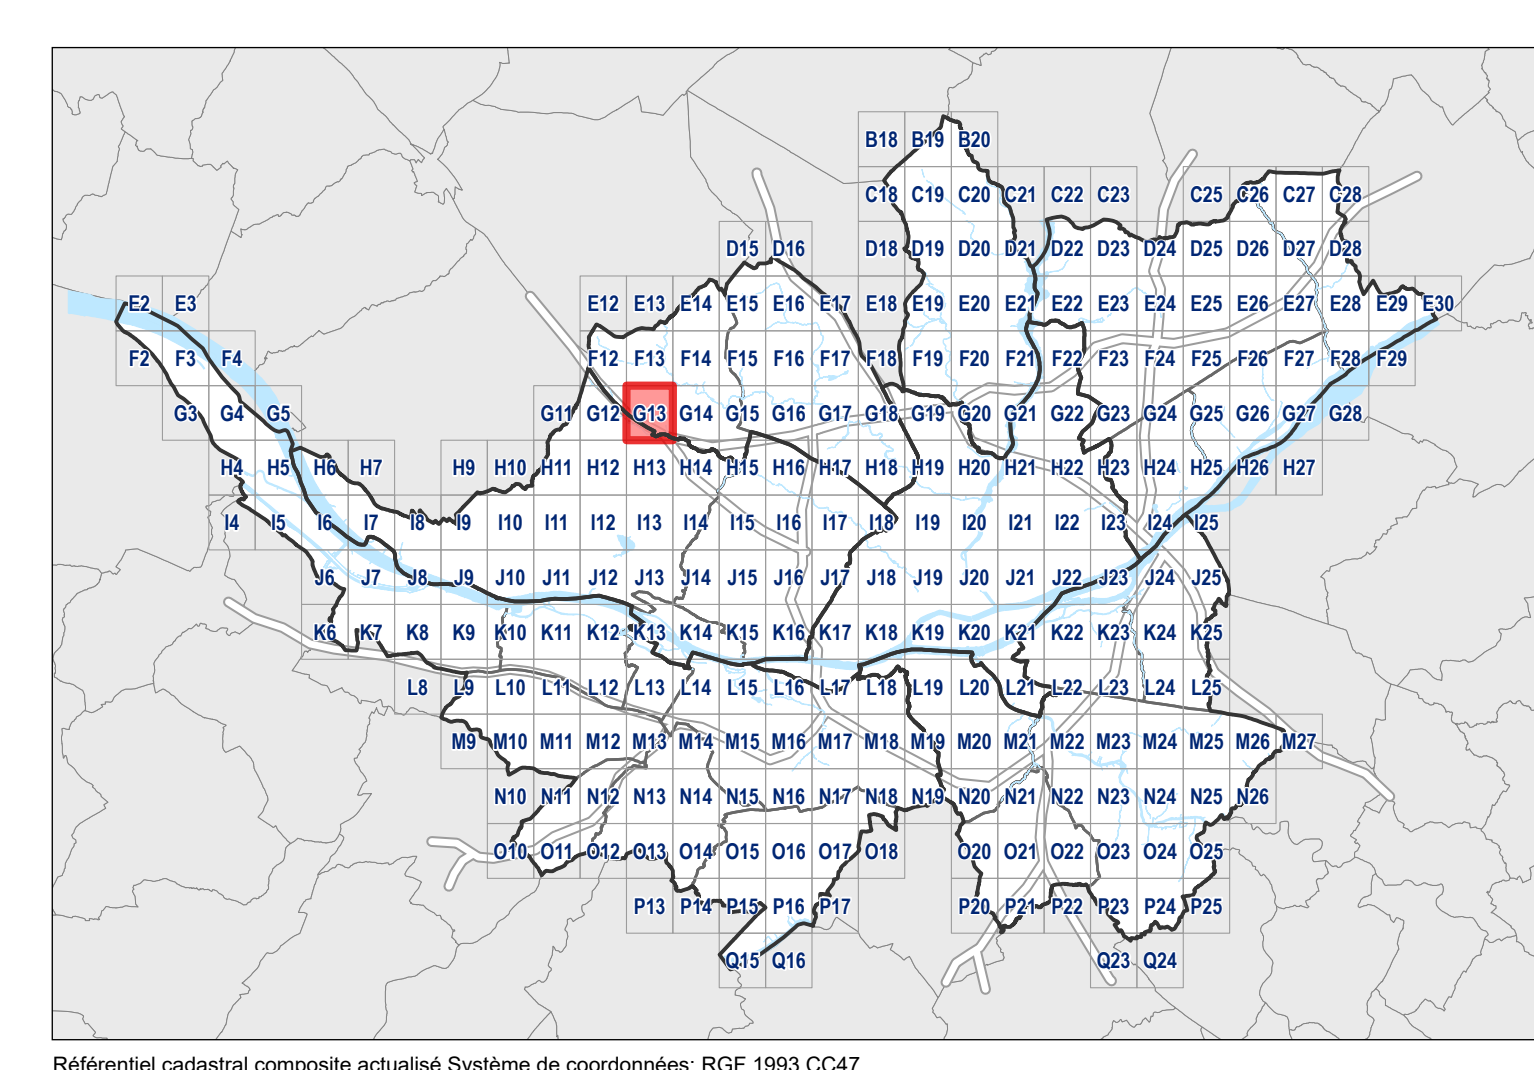 B18 B19 B20
C18 C19 C20 C21 C22 C23 C25 C26 C27 C28
D15 D16 D18 D19 D20 D21 D22 D23 D24 D25 D26 D27 D28
E2 E3 E12 E13 E14 E15 E16 E17 E18 E19 E20 E21 E22 E23 E24 E25 E26 E27 E28 E29 E30
F2 F3 F4 F12 F13 F14 F15 F16 F17 F18 F19 F20 F21 F22 F23 F24 F25 F26 F27 F28 F29
G3 G4 G5 G11 G12 G13 G14 G15 G16 G17 G18 G19 G20 G21 G22 G23 G24 G25 G26 G27 G28
H4 H5 H6 H7 H9 H10 H11 H12 H13 H14 H15 H16 H17 H18 H19 H20 H21 H22 H23 H24 H25 H26 H27
I4 I5 I6 I7 I8 I9 I10 I11 I12 I13 I14 I15 I16 I17 I18 I19 I20 I21 I22 I23 I24 I25
J6 J7 J8 J9 J10 J11 J12 J13 J14 J15 J16 J17 J18 J19 J20 J21 J22 J23 J24 J25
K6 K7 K8 K9 K10 K11 K12 K13 K14 K15 K16 K17 K18 K19 K20 K21 K22 K23 K24 K25
L8 L9 L10 L11 L12 L13 L14 L15 L16 L17 L18 L19 L20 L21 L22 L23 L24 L25
M9 M10 M11 M12 M13 M14 M15 M16 M17 M18 M19 M20 M21 M22 M23 M24 M25 M26 M27
N10 N11 N12 N13 N14 N15 N16 N17 N18 N19 N20 N21 N22 N23 N24 N25 N26
O10 O11 O12 O13 O14 O15 O16 O17 O18 O20 O21 O22 O23 O24 O25
P13 P14 P15 P16 P17 P20 P21 P22 P23 P24 P25
Q15 Q16 Q23 Q24
Référentiel cadastral composite actualisé Système de coordonnées: RGF 1993 CC47